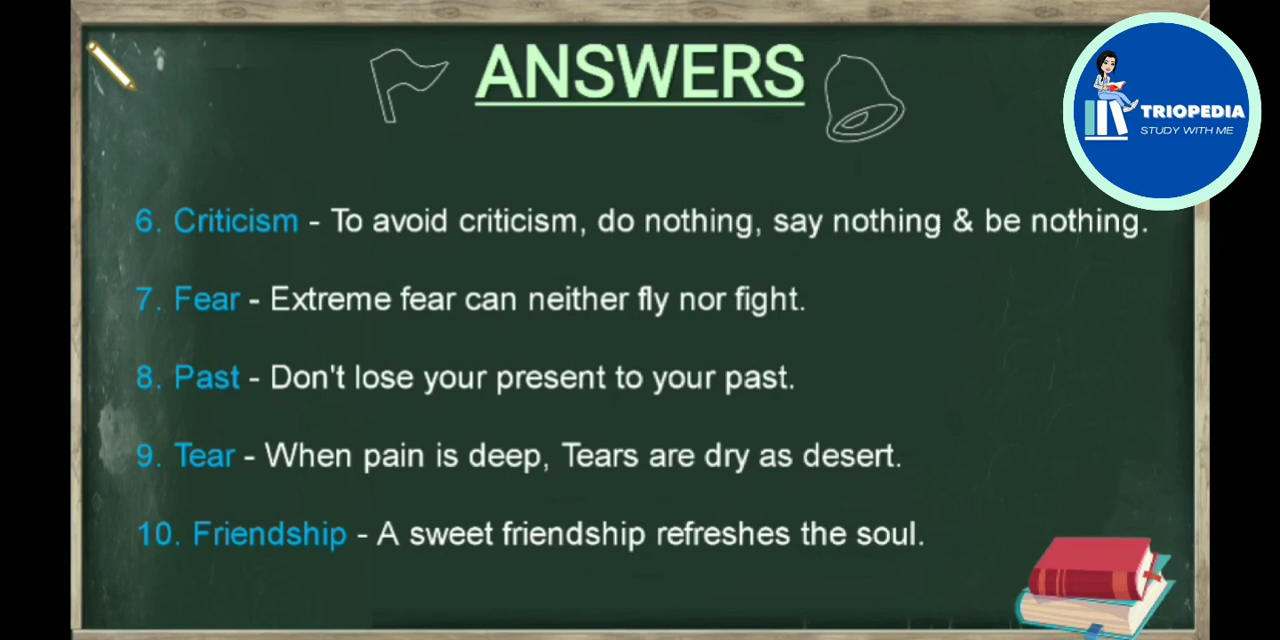 ANSWERS
TRIOPEDIA
STUDY WITH ME
6. Criticism - To avoid criticism, do nothing, say nothing & be nothing.
7. Fear - Extreme fear can neither fly nor fight.
8. Past - Don't lose your present to your past.
9. Tear - When pain is deep, Tears are dry as desert.
10. Friendship - A sweet friendship refreshes the soul.